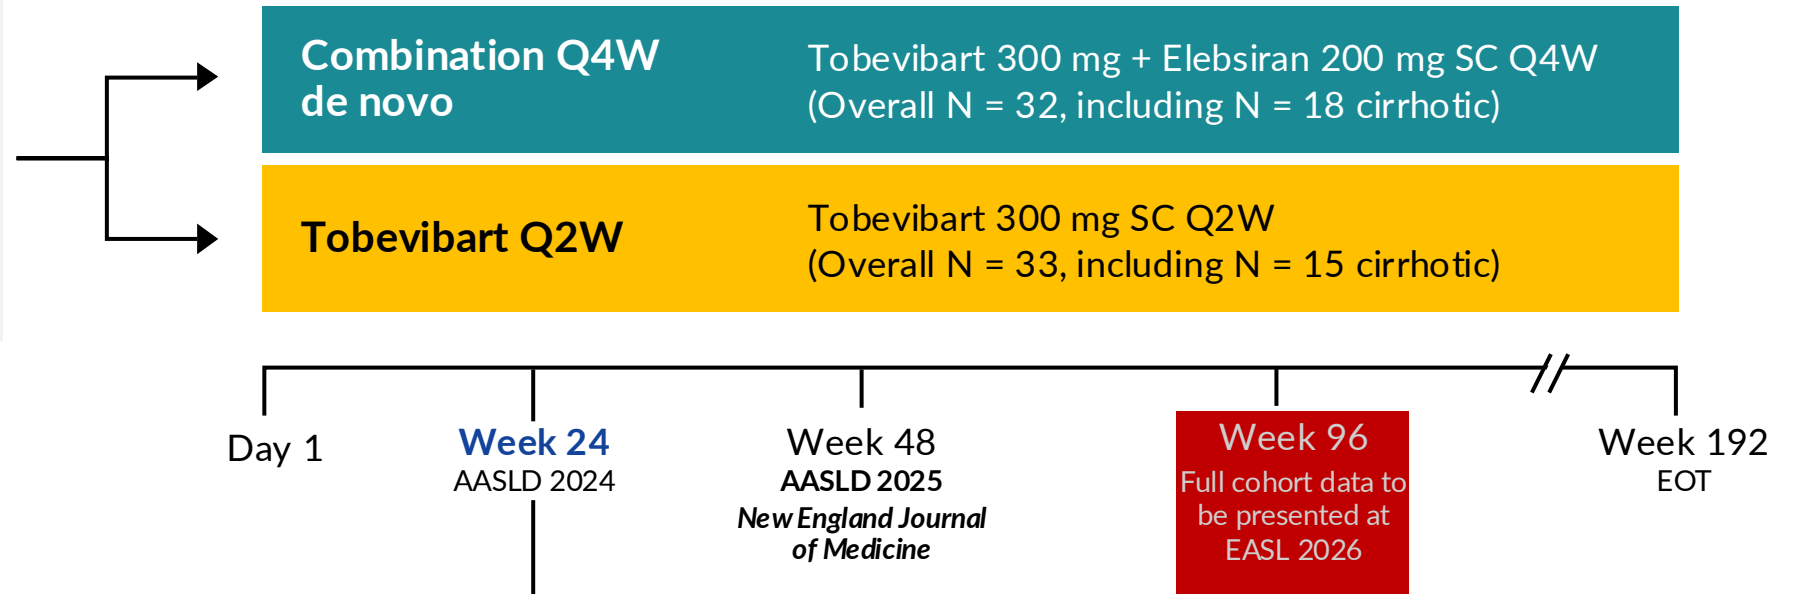 Combination Q4W
de novo
Tobevibart 300 mg + Elebsiran 200 mg SC Q4W
(Overall N = 32, including N = 18 cirrhotic)
Tobevibart Q2W
Tobevibart 300 mg SC Q2W
(Overall N = 33, including N = 15 cirrhotic)
Day 1
Week 24
AASLD 2024
Week 48
AASLD 2025
New England Journal
of Medicine
Week 96
Full cohort data to
be presented at
EASL 2026
Week 192
EOT